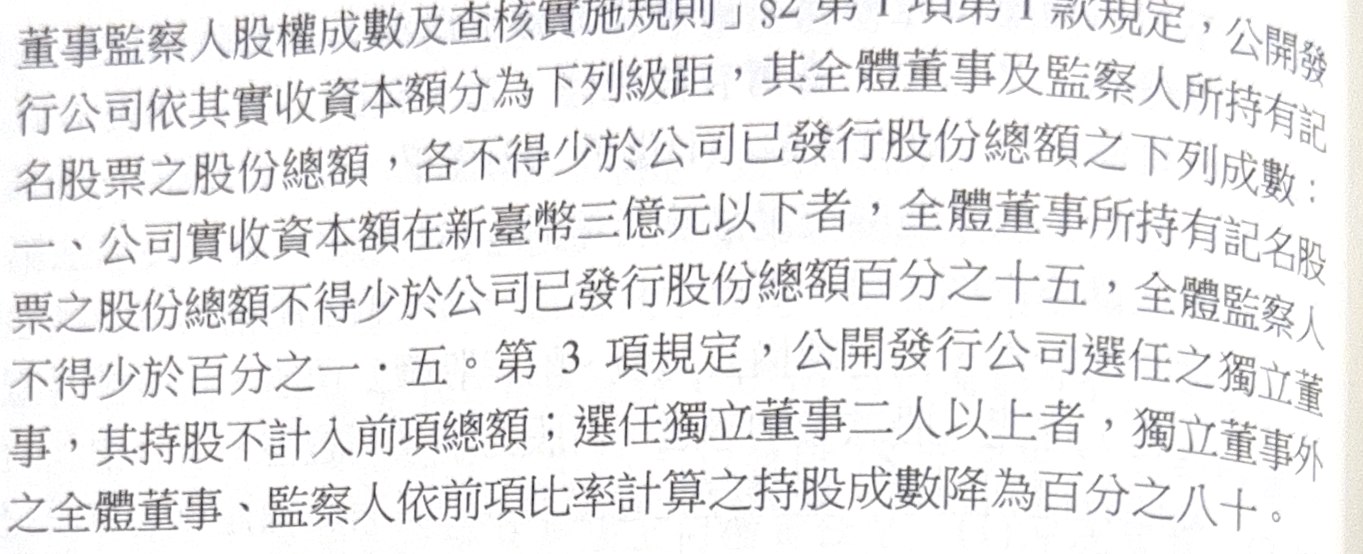 董事監察人股權成數及查核實施規則」§2 第 1 項第 1 款規定，公開發
行公司依其實收資本額分為下列級距，其全體董事及監察人所持有記
名股票之股份總額，各不得少於公司已發行股份總額之下列成數：
一、公司實收資本額在新臺幣三億元以下者，全體董事所持有記名股
票之股份總額不得少於公司已發行股份總額百分之十五，全體監察人
不得少於百分之一．五。第 3 項規定，公開發行公司選任之獨立董
事，其持股不計入前項總額；選任獨立董事二人以上者，獨立董事外
之全體董事、監察人依前項比率計算之持股成數降為百分之八十。